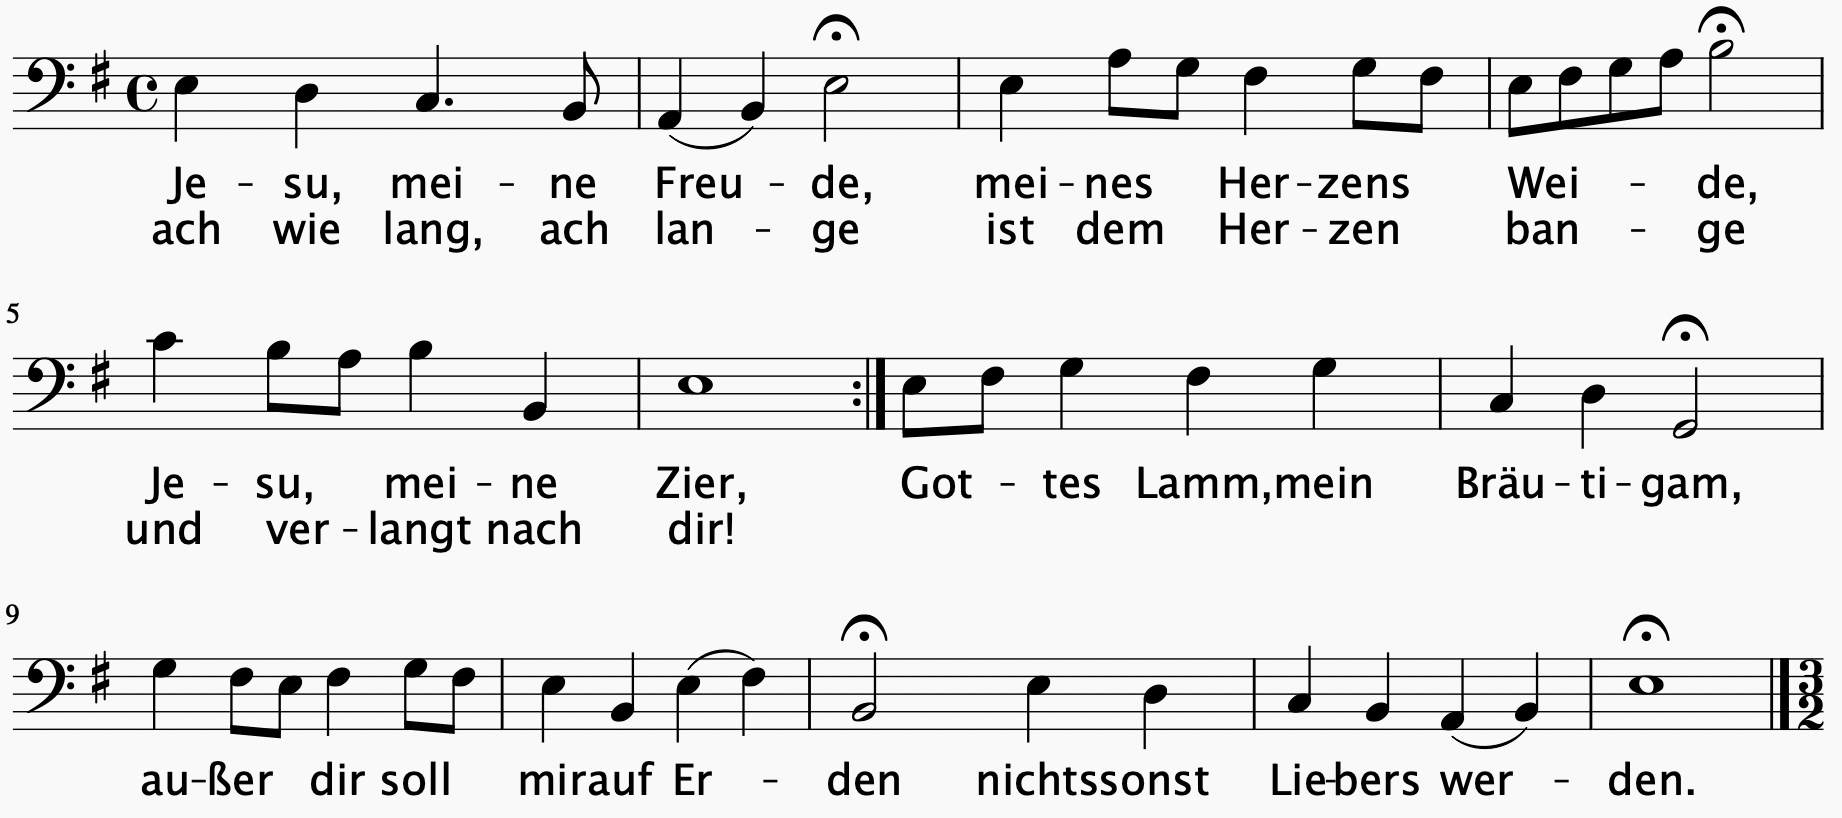 Je - su, mei - ne Freu - de, mei - nes Her - zens Wei - de,
ach wie lang, ach lan - ge ist dem Her - zen ban - ge
5
Je - su, mei - ne Zier, Got - tes Lamm, mein Bräu - ti - gam,
und ver - langt nach dir!
9
au - ßer dir soll mir auf Er - den nichts sonst Lie - bers wer - den.
3
2